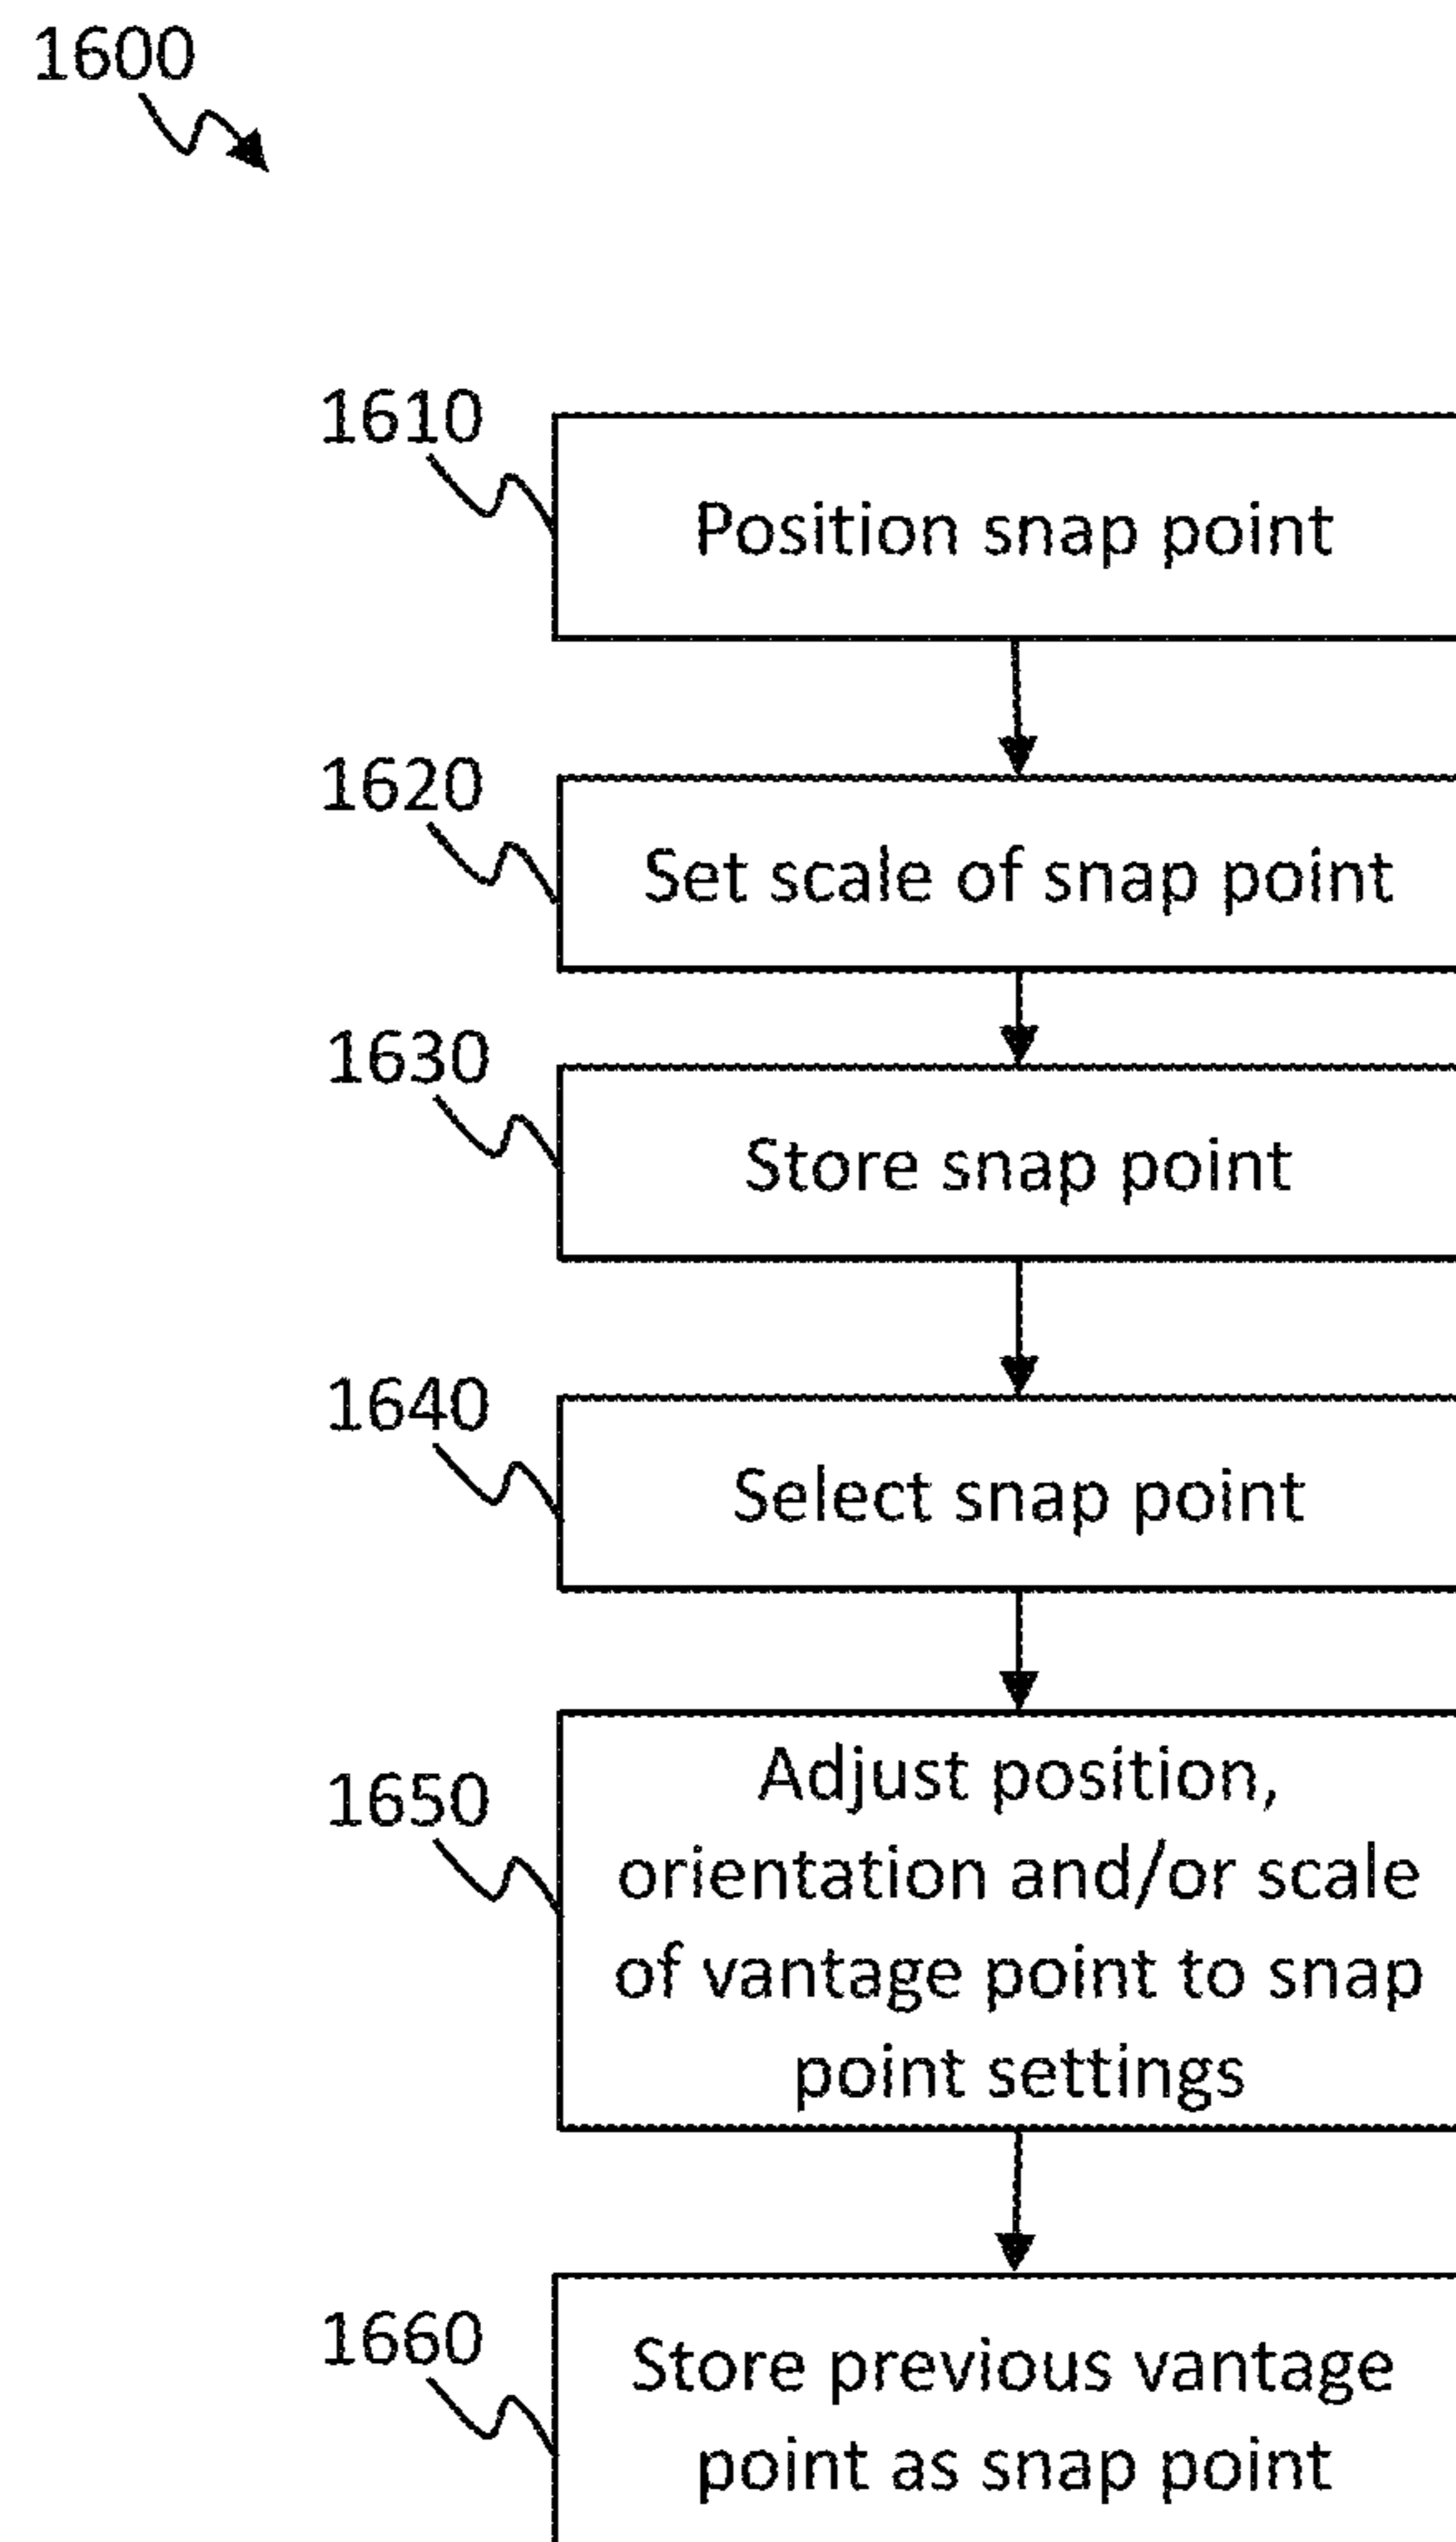 1600
1610
Position snap point
1620
Set scale of snap point
1630
Store snap point
1640
Select snap point
1650
Adjust position,
orientation and/or scale
of vantage point to snap
point settings
1660
Store previous vantage
point as snap point